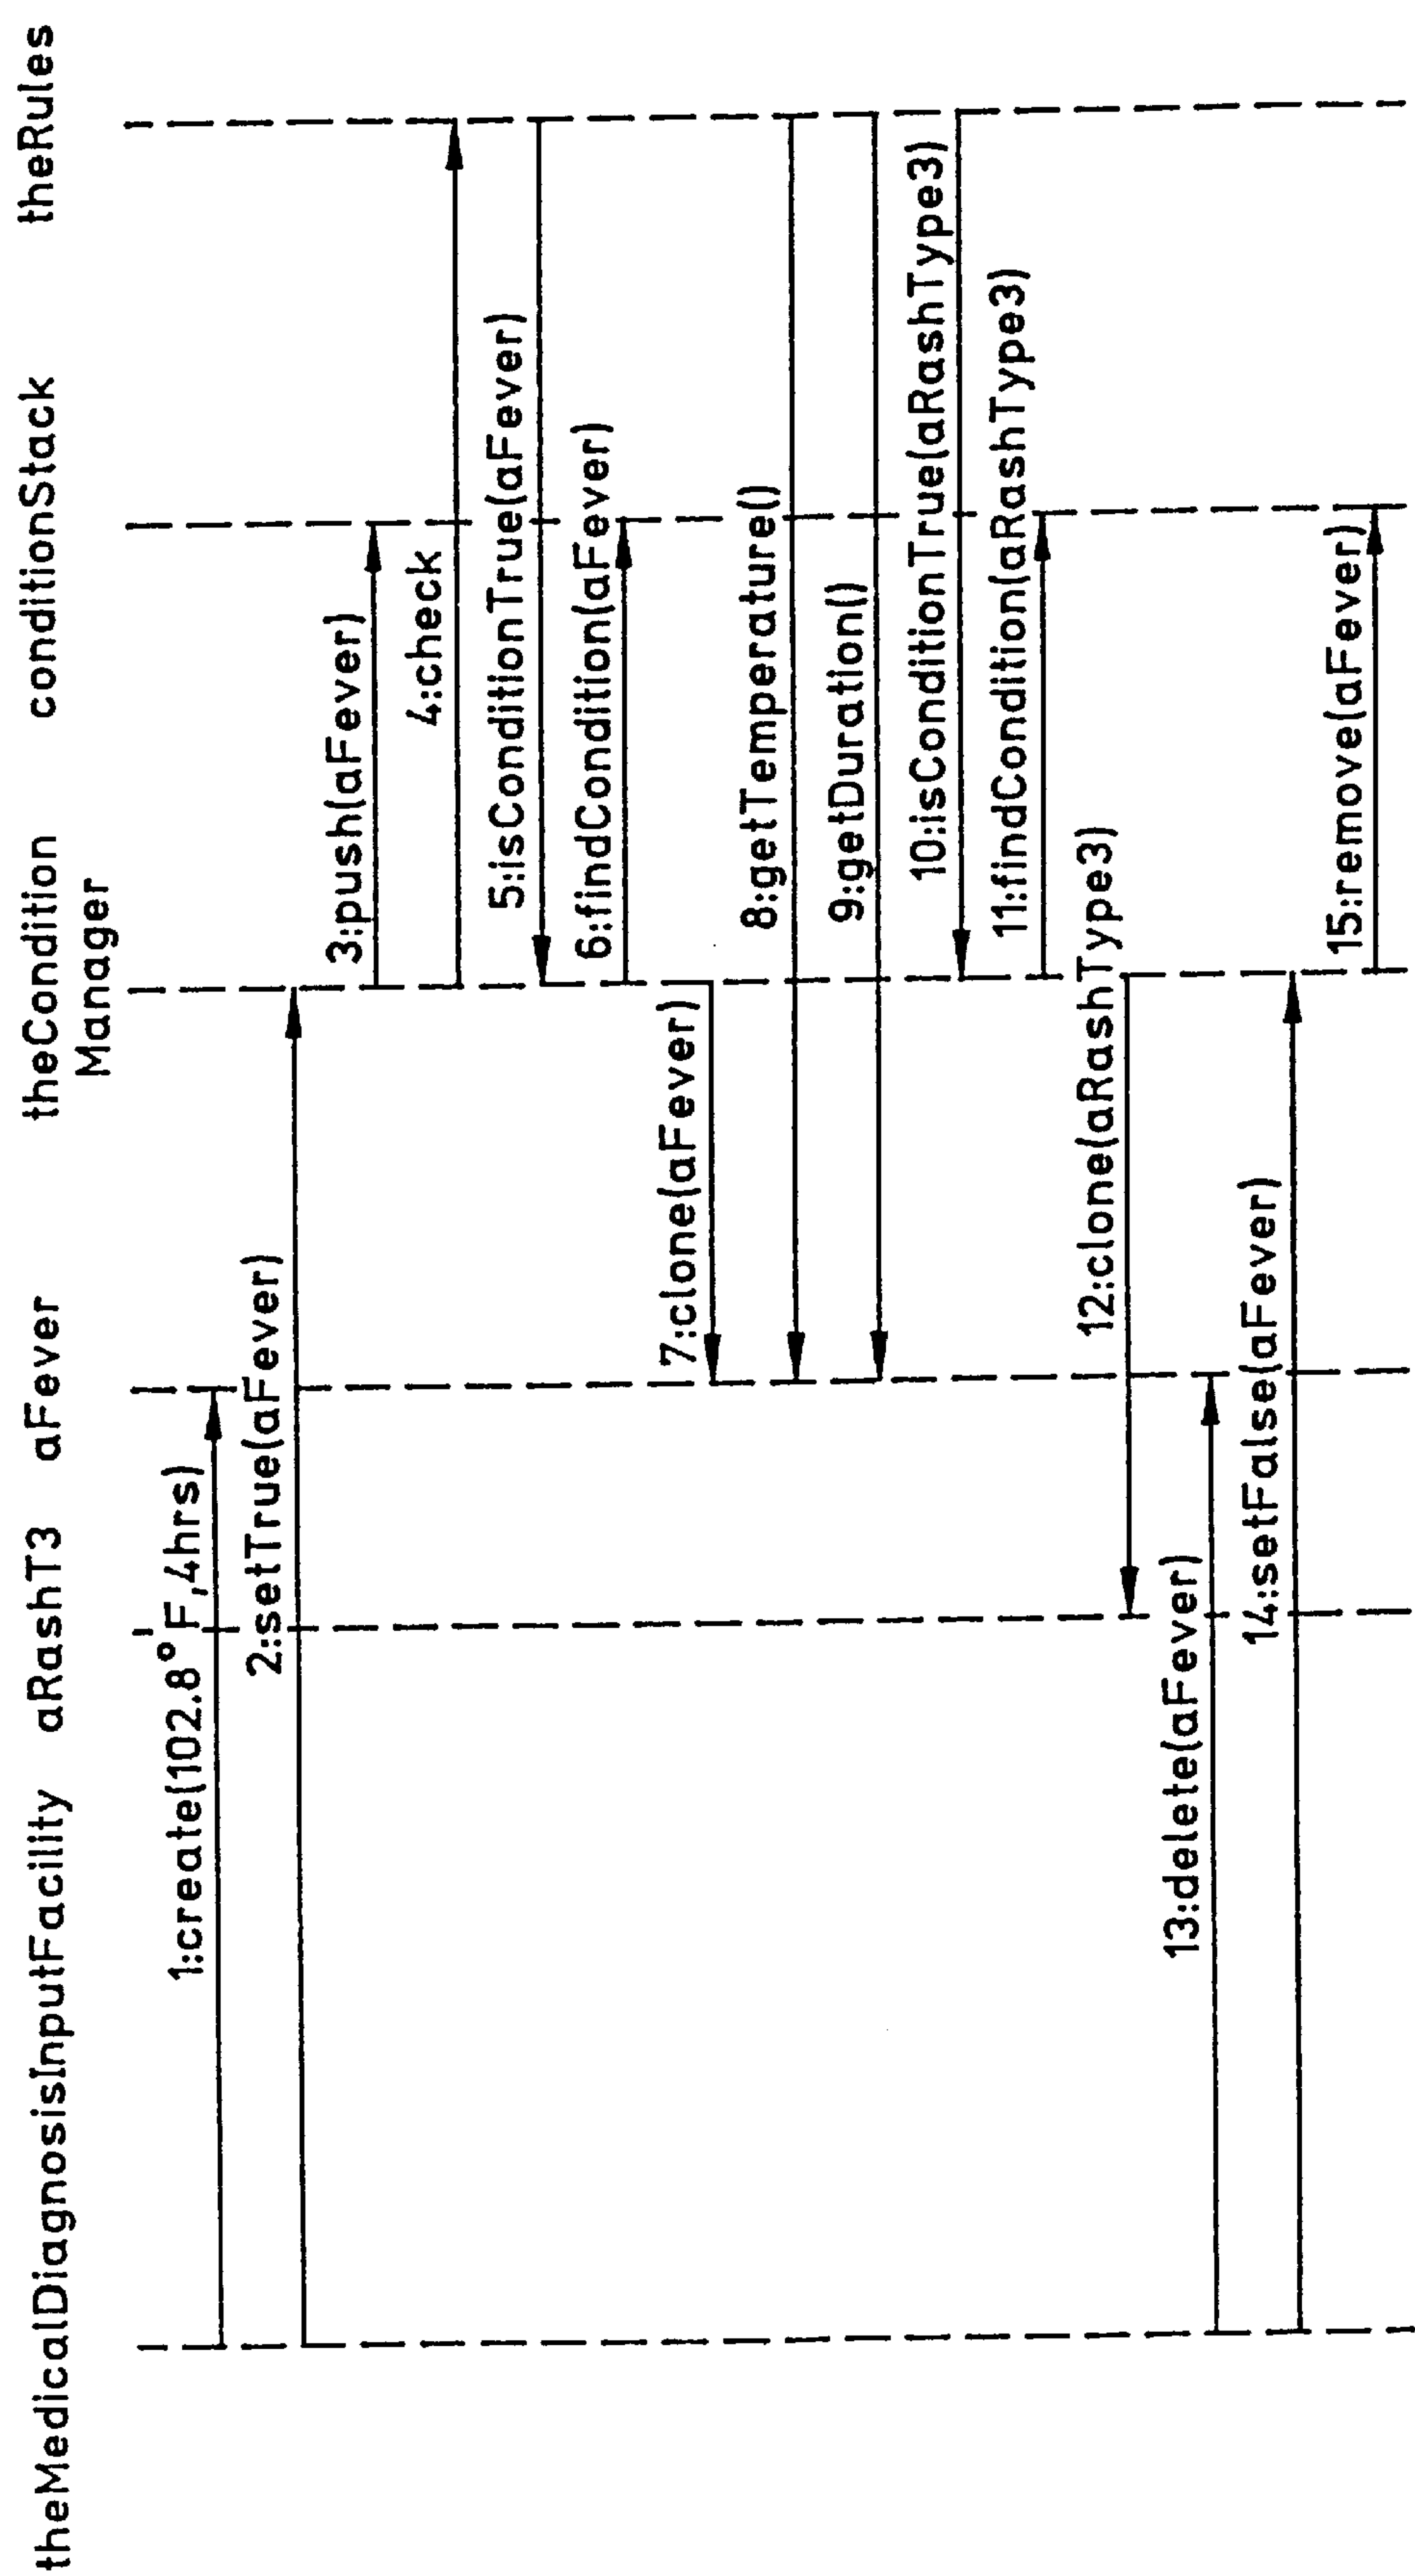 theMedicalDiagnosisInputFacility aRashT3 aFever theCondition conditionStack theRules
Manager
1:create(102.8°F,4hrs)
2:setTrue(aFever)
3:push(aFever)
4:check
5:isConditionTrue(aFever)
6:findCondition(aFever)
7:clone(aFever)
8:getTemperature()
9:getDuration()
10:isConditionTrue(aRashType3)
11:findCondition(aRashType3)
12:clone(aRashType3)
13:delete(aFever)
14:setFalse(aFever)
15:remove(aFever)